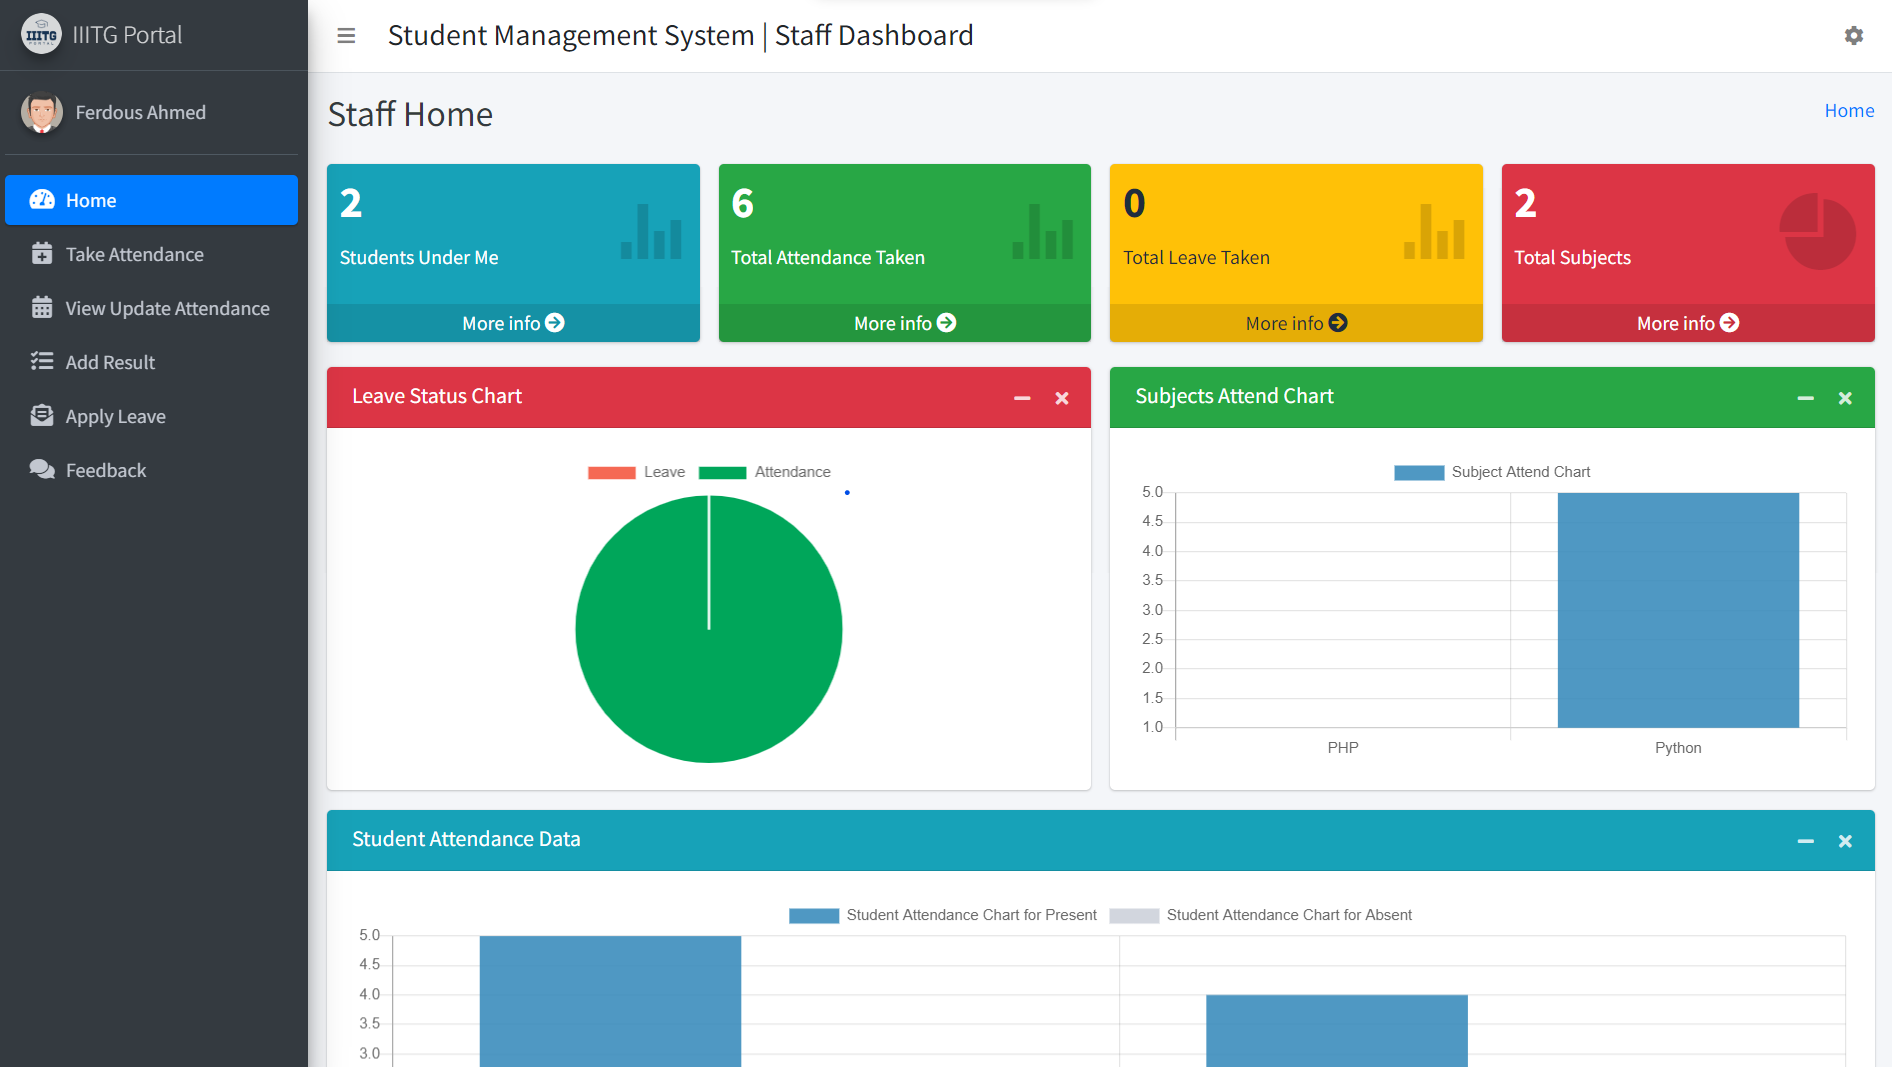 IIITG
PORTAL
IIITG Portal
Student Management System | Staff Dashboard
Ferdous Ahmed
Home
Take Attendance
View Update Attendance
Add Result
Apply Leave
Feedback
Staff Home
Home
2
Students Under Me
More info
6
Total Attendance Taken
More info
0
Total Leave Taken
More info
2
Total Subjects
More info
Leave Status Chart
Leave Attendance
Subjects Attend Chart
Subject Attend Chart
5.0
4.5
4.0
3.5
3.0
2.5
2.0
1.5
1.0
PHP Python
Student Attendance Data
Student Attendance Chart for Present Student Attendance Chart for Absent
5.0
4.5
4.0
3.5
3.0